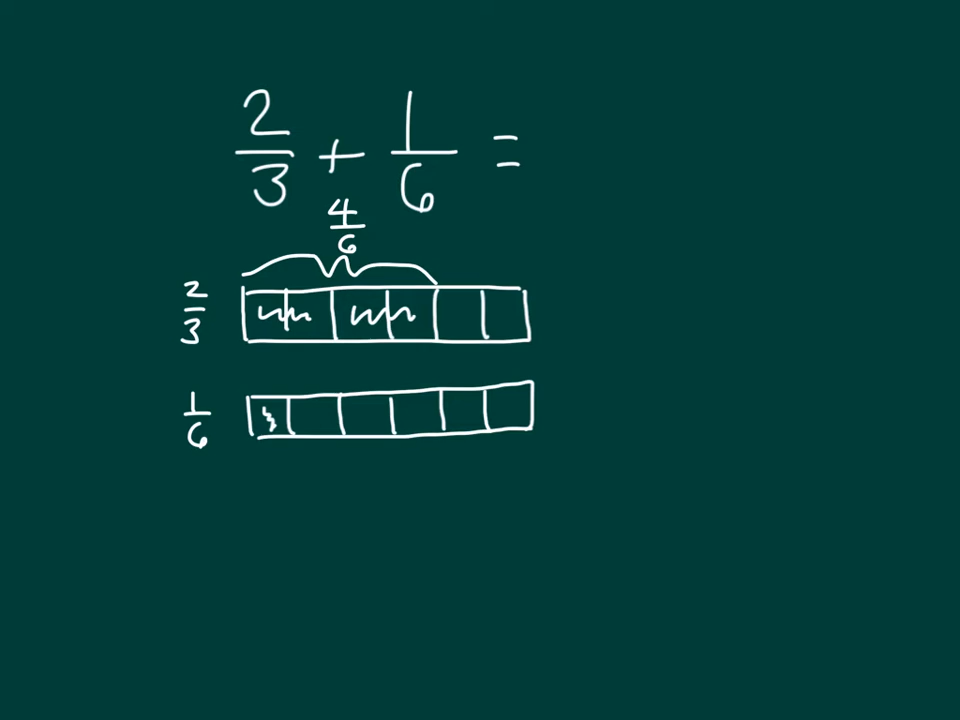 2/3 + 1/6 =
4/6
2/3
1/6